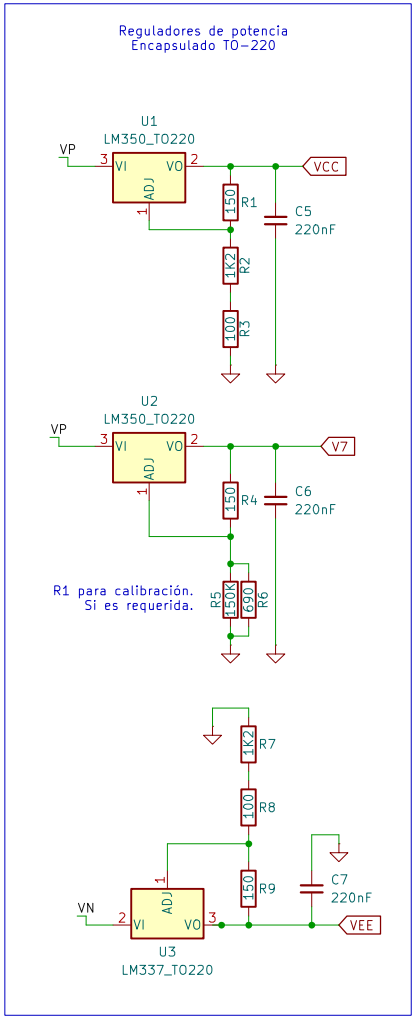 Reguladores de potencia
Encapsulado TO-220
U1
LM350_TO220
VP
3
VI
VO
2
ADJ
1
VCC
150
R1
C5
220nF
1K2
R2
100
R3
U2
LM350_TO220
VP
3
VI
VO
2
ADJ
1
V7
150
R4
C6
220nF
R1 para calibración.
Si es requerida.
R5
150K
690
R6
1K2
R7
100
R8
150
R9
C7
220nF
1
ADJ
VN
2
VI
VO
3
VEE
U3
LM337_TO220